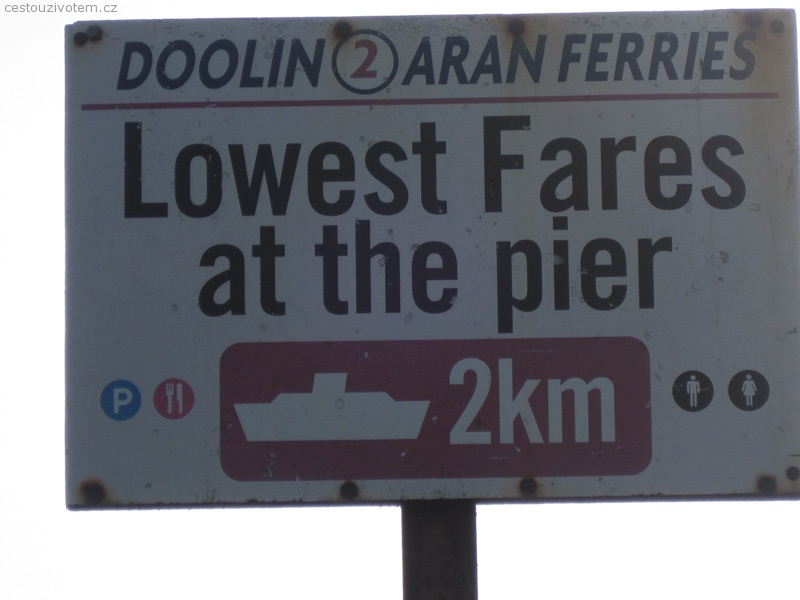 cestouzivotem.cz
DOOLIN 2 ARAN FERRIES
Lowest Fares
at the pier
P
2km